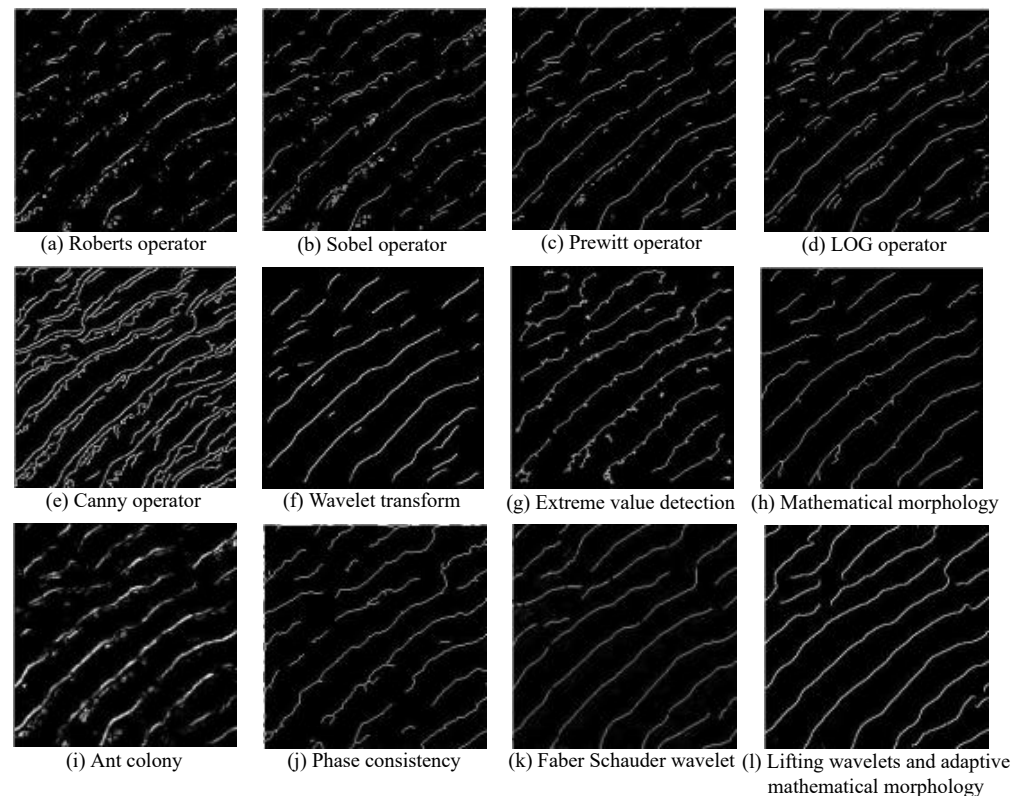 (a) Roberts operator
(b) Sobel operator
(c) Prewitt operator
(d) LOG operator
(e) Canny operator
(f) Wavelet transform
(g) Extreme value detection
(h) Mathematical morphology
(i) Ant colony
(j) Phase consistency
(k) Faber Schauder wavelet
(l) Lifting wavelets and adaptive
mathematical morphology